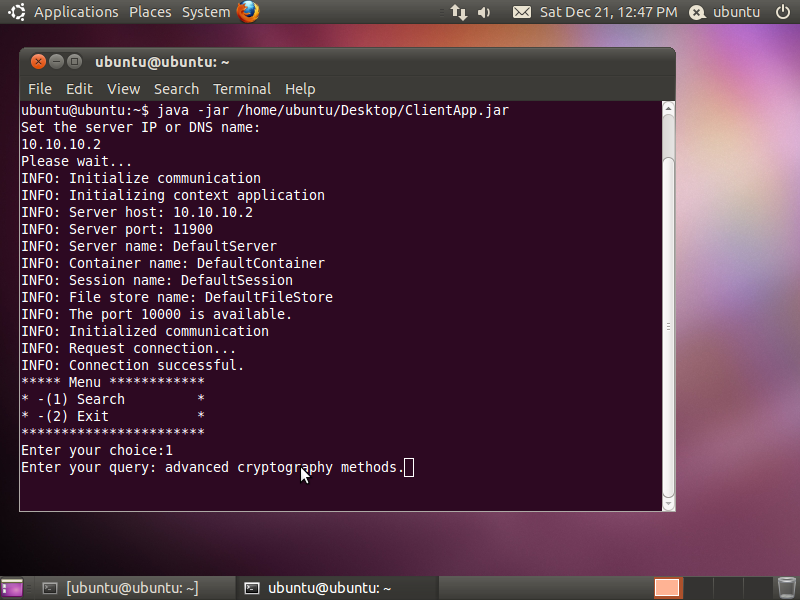 Applications Places System Sat Dec 21, 12:47 PM ubuntu
ubuntu@ubuntu: ~
File Edit View Search Terminal Help
ubuntu@ubuntu:~$ java -jar /home/ubuntu/Desktop/ClientApp.jar
Set the server IP or DNS name:
10.10.10.2
Please wait...
INFO: Initialize communication
INFO: Initializing context application
INFO: Server host: 10.10.10.2
INFO: Server port: 11900
INFO: Server name: DefaultServer
INFO: Container name: DefaultContainer
INFO: Session name: DefaultSession
INFO: File store name: DefaultFileStore
INFO: The port 10000 is available.
INFO: Initialized communication
INFO: Request connection...
INFO: Connection successful.
***** Menu ************
* -(1) Search         *
* -(2) Exit           *
***********************
Enter your choice:1
Enter your query: advanced cryptography methods.
[ubuntu@ubuntu: ~] ubuntu@ubuntu: ~